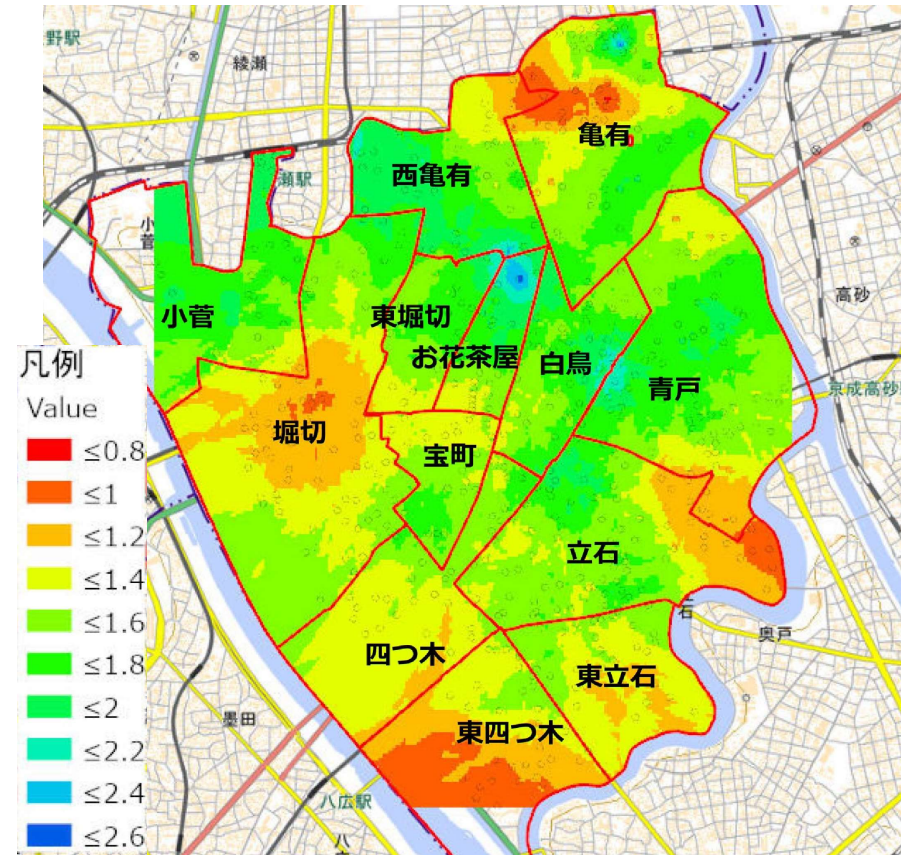 野駅
綾瀬
亀有
西亀有
瀬駅
小菅
高砂
小菅
東堀切
お花茶屋
白鳥
青戸
京成高砂
凡例
Value
≤0.8
≤1
≤1.2
≤1.4
≤1.6
≤1.8
≤2
≤2.2
≤2.4
≤2.6
堀切
宝町
立石
石
奥戸
四つ木
東立石
墨田
東四つ木
八広駅
八